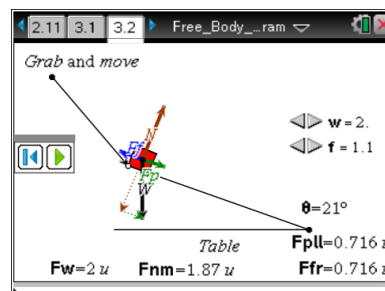 2.11 3.1 3.2 Free_Body_...ram
Grab and move
N
Ff
Fp
W
w = 2.
f = 1.1
θ=21°
Table
Fpll=0.716 u
Fw=2 u Fnm=1.87 u Ffr=0.716 u